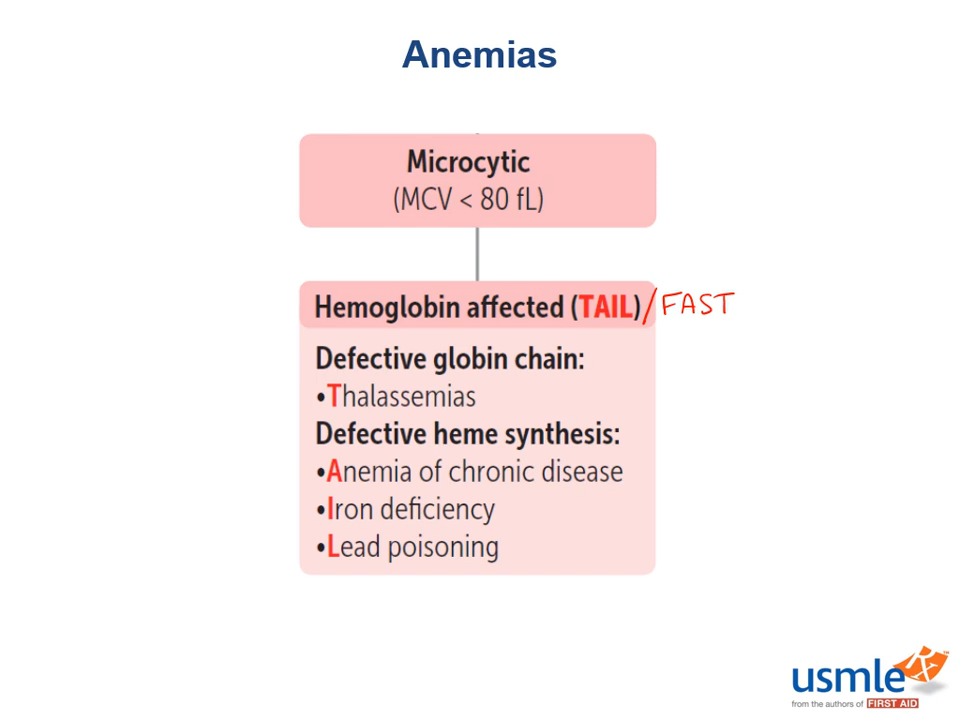 Anemias
Microcytic
(MCV < 80 fL)
Hemoglobin affected (TAIL) / FAST
Defective globin chain:
•Thalassemias
Defective heme synthesis:
•Anemia of chronic disease
•Iron deficiency
•Lead poisoning
usmle Rx™
from the authors of FIRST AID